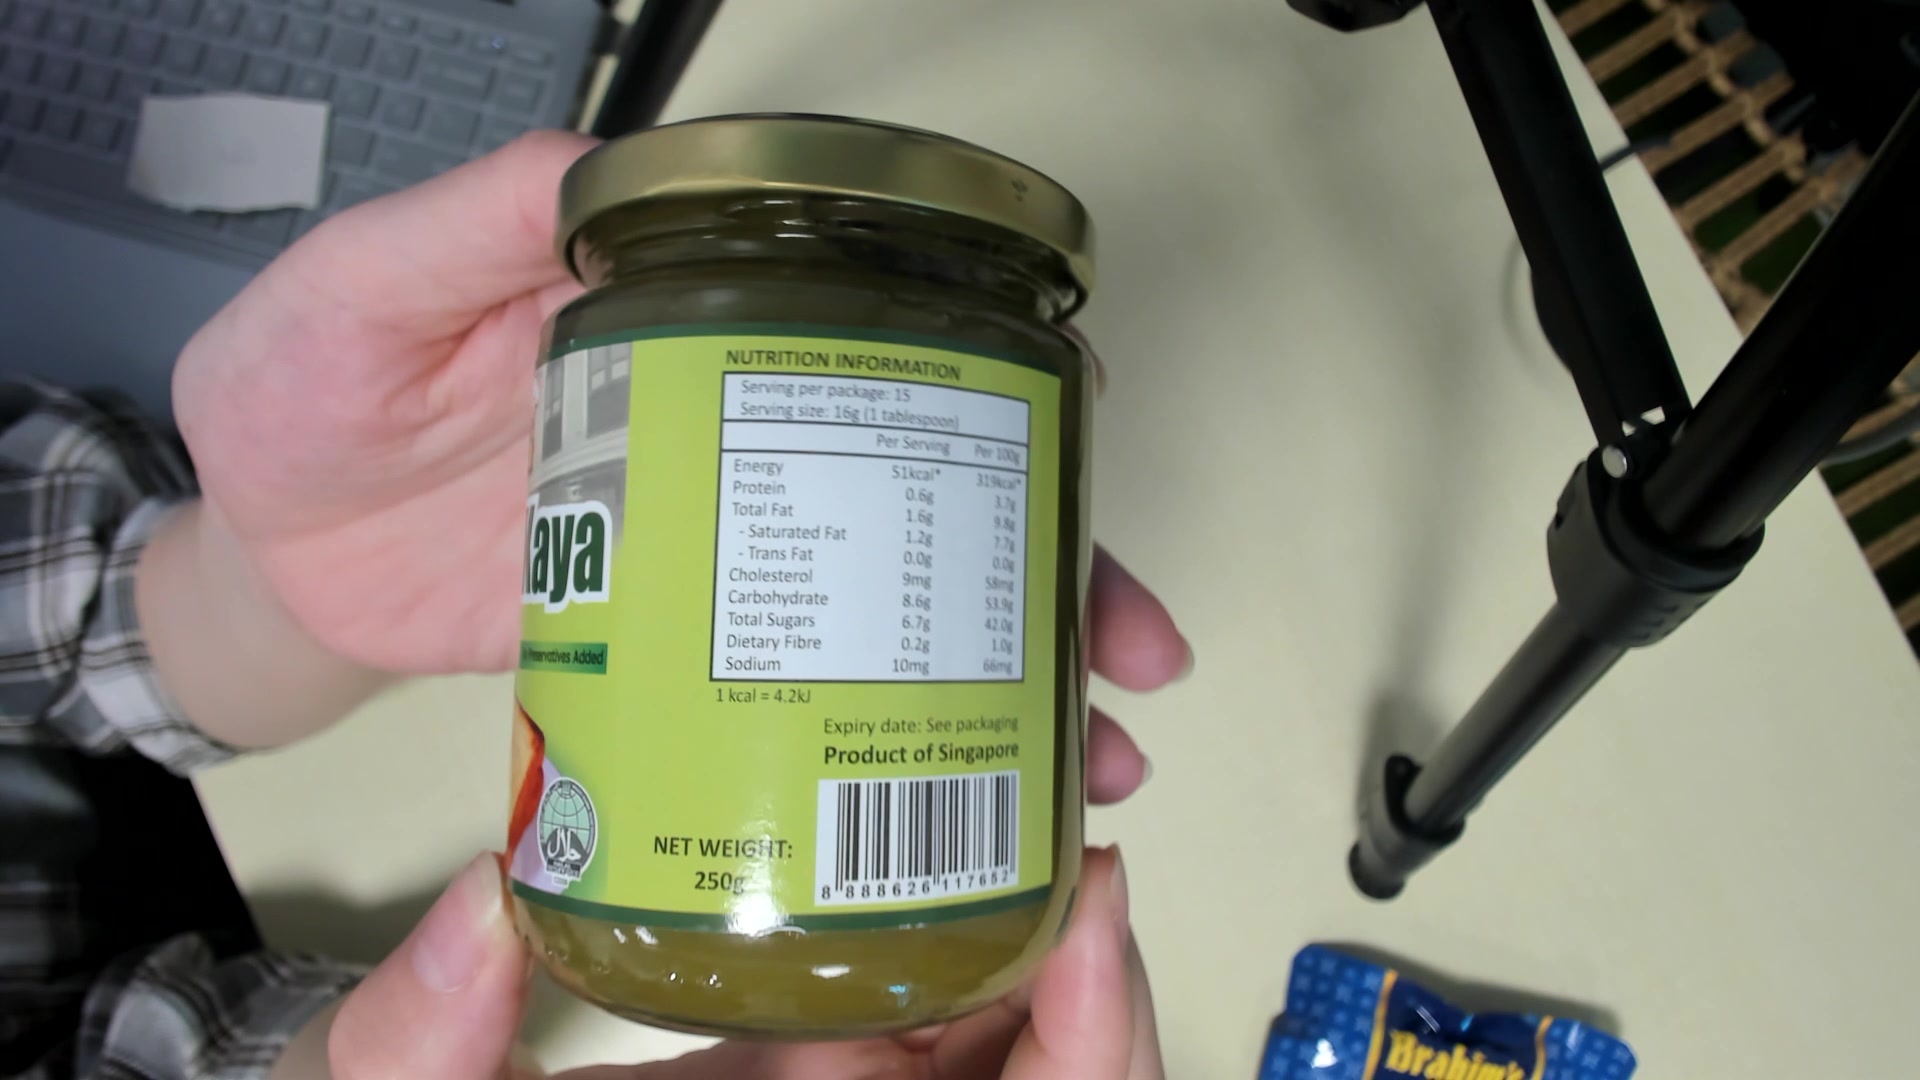 NUTRITION INFORMATION
Serving per package: 15
Serving size: 16g (1 tablespoon)
Per Serving Per 100g
Energy 51kcal* 319kcal*
Protein 0.6g 3.7g
Total Fat 1.6g 9.8g
- Saturated Fat 1.2g 7.7g
- Trans Fat 0.0g 0.0g
Cholesterol 9mg 58mg
Carbohydrate 8.6g 53.9g
Total Sugars 6.7g 42.0g
Dietary Fibre 0.2g 1.0g
Sodium 10mg 66mg
1 kcal = 4.2kJ
Kaya
Preservatives Added
Expiry date: See packaging
Product of Singapore
NET WEIGHT:
250g
8 888626 117652
حلال
Brahim's